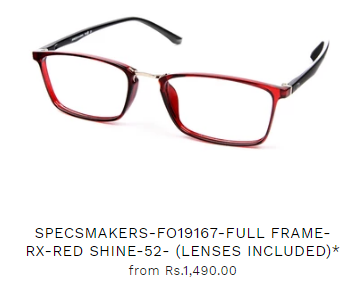 SPECSMAKERS-FO19167-FULL FRAME-
RX-RED SHINE-52- (LENSES INCLUDED)*
from Rs.1,490.00